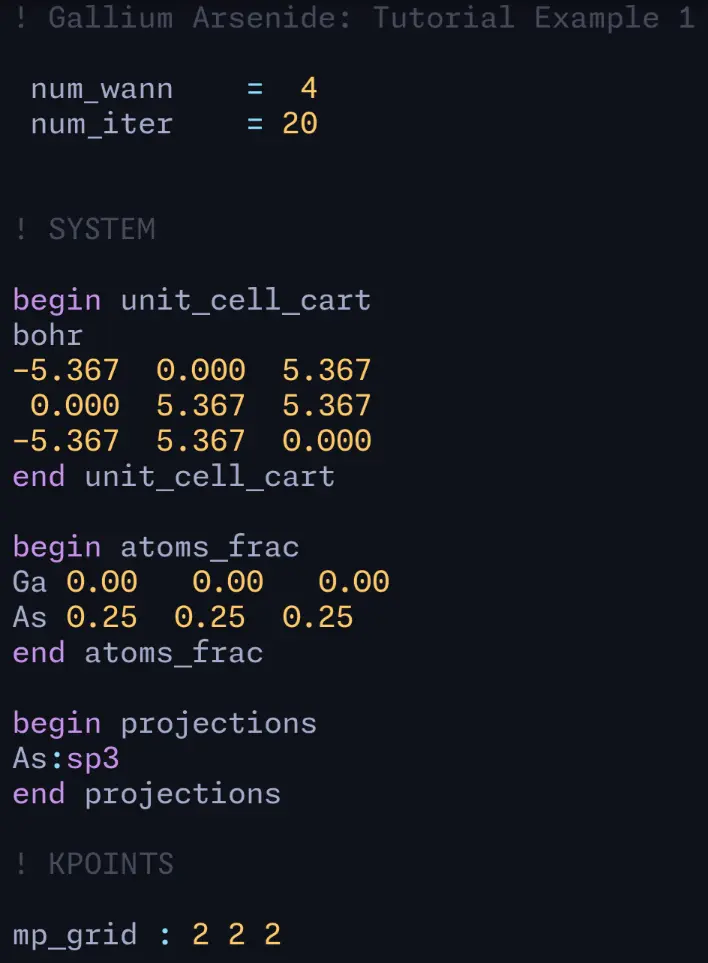 ! Gallium Arsenide: Tutorial Example 1
num_wann    =  4
num_iter    = 20
! SYSTEM
begin unit_cell_cart
bohr
-5.367  0.000  5.367
 0.000  5.367  5.367
-5.367  5.367  0.000
end unit_cell_cart
begin atoms_frac
Ga 0.00   0.00   0.00
As 0.25  0.25  0.25
end atoms_frac
begin projections
As:sp3
end projections
! KPOINTS
mp_grid : 2 2 2